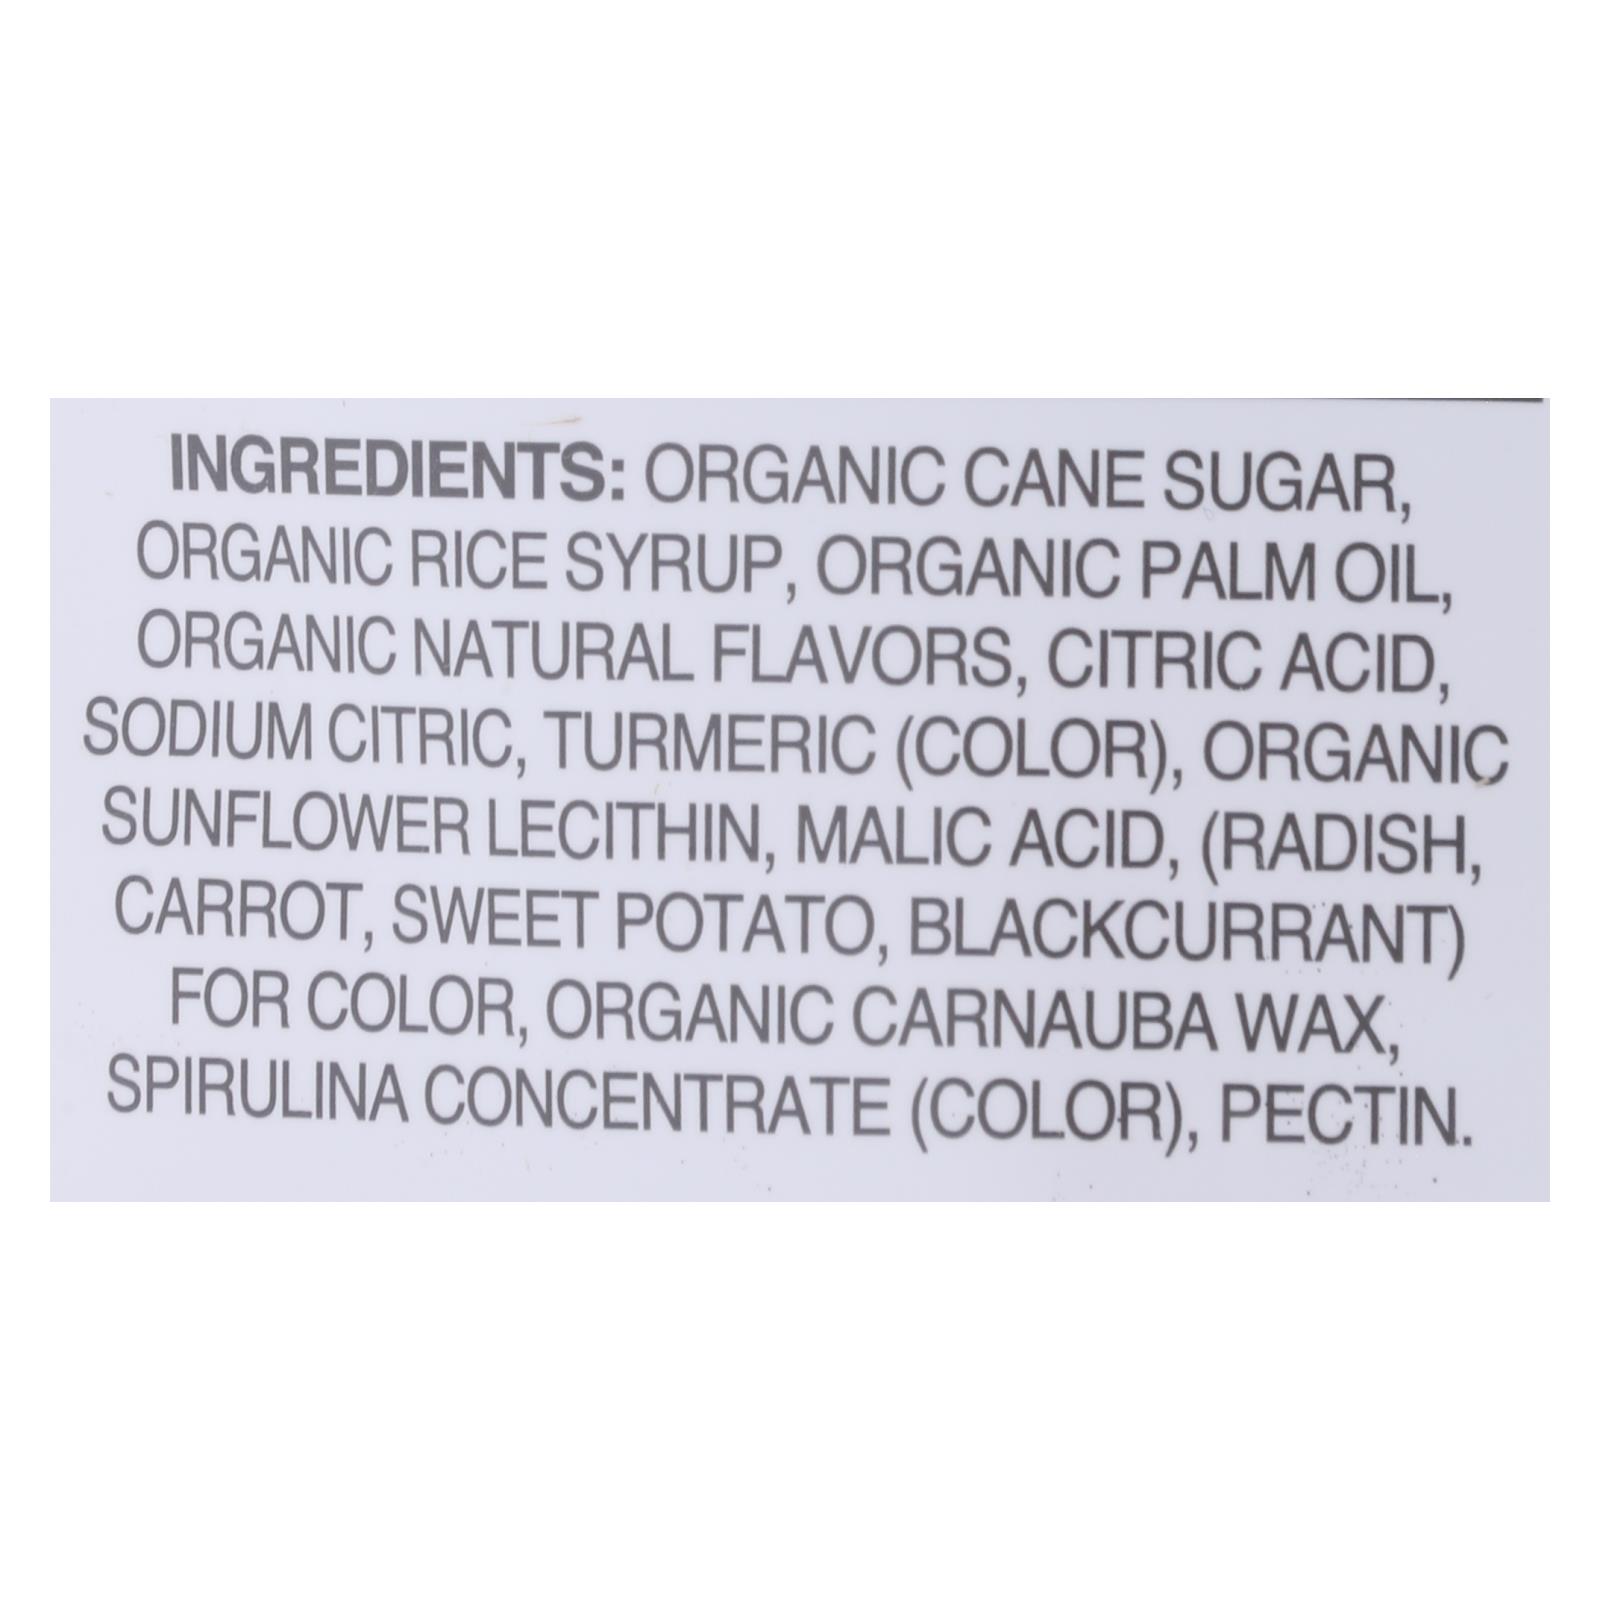 INGREDIENTS: ORGANIC CANE SUGAR,
ORGANIC RICE SYRUP, ORGANIC PALM OIL,
ORGANIC NATURAL FLAVORS, CITRIC ACID,
SODIUM CITRIC, TURMERIC (COLOR), ORGANIC
SUNFLOWER LECITHIN, MALIC ACID, (RADISH,
CARROT, SWEET POTATO, BLACKCURRANT)
FOR COLOR, ORGANIC CARNAUBA WAX,
SPIRULINA CONCENTRATE (COLOR), PECTIN.